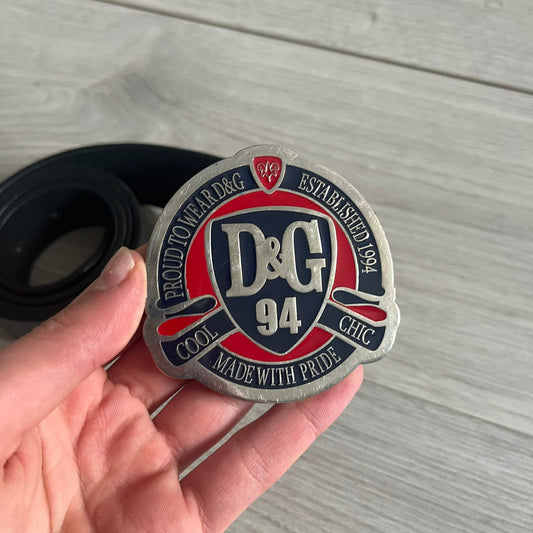 PROUD TO WEAR D&G
ESTABLISHED 1994
D&G
94
COOL
CHIC
MADE WITH PRIDE